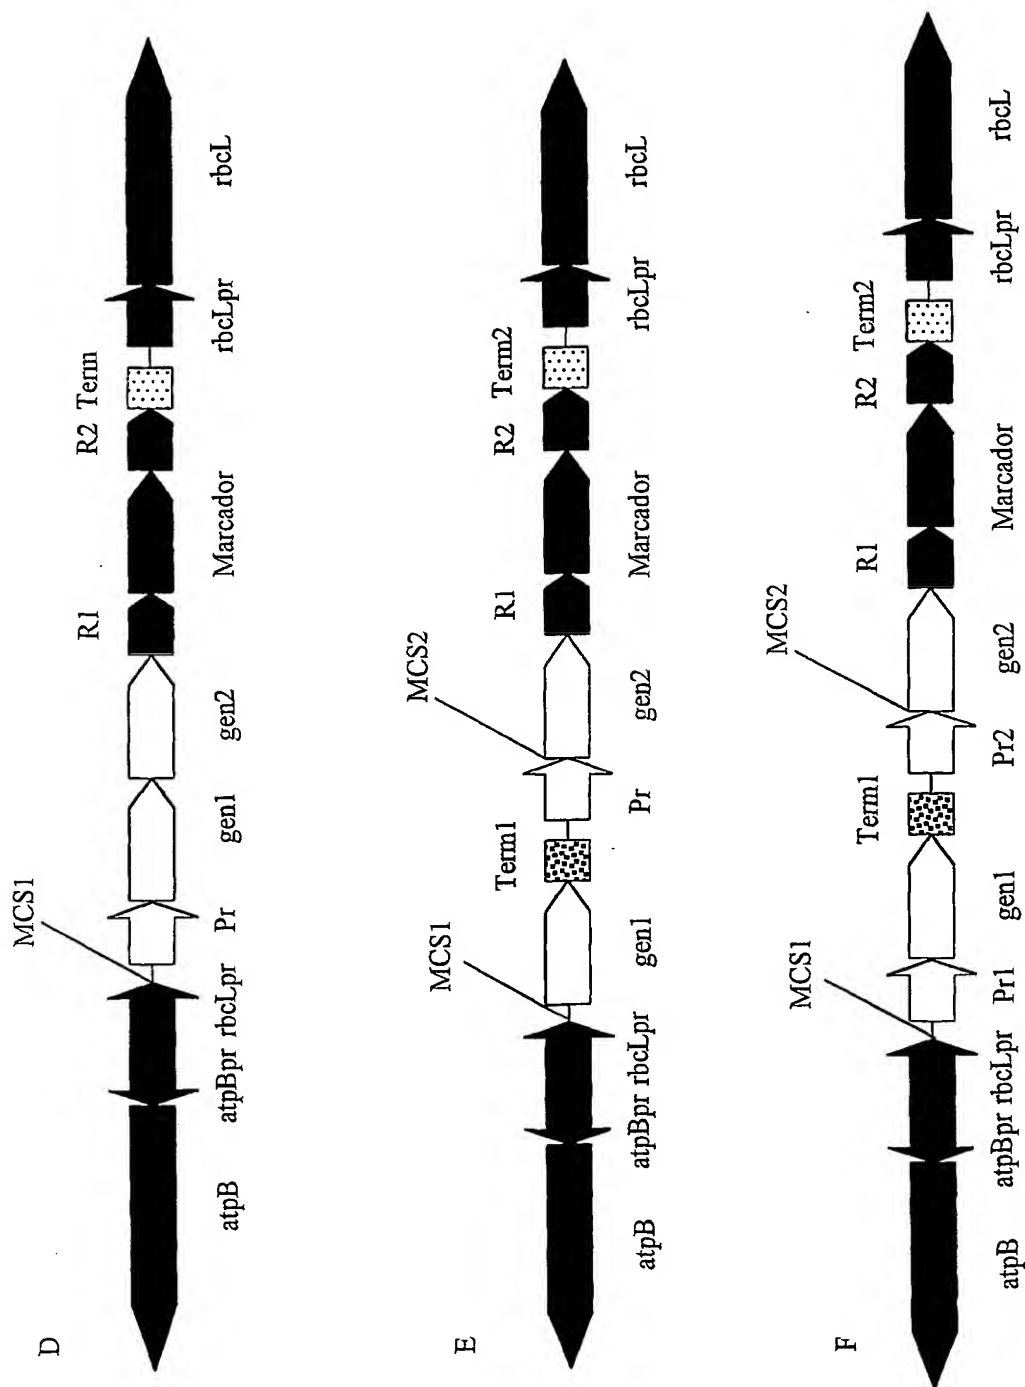 D
MCS1
R1
R2 Term
atpB
atpBpr rbcLpr
Pr
gen1
gen2
Marcador
rbcLpr
rbcL
E
MCS1
Term1
MCS2
R1
R2
Term2
atpB
atpBpr rbcLpr
gen1
Pr
gen2
Marcador
rbcLpr
rbcL
F
MCS1
Term1
MCS2
R1
R2
Term2
atpB
atpBpr rbcLpr
Pr1
gen1
Pr2
gen2
Marcador
rbcLpr
rbcL